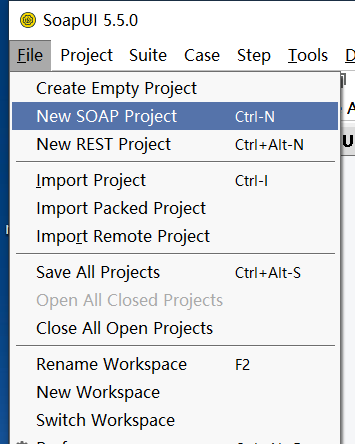 SoapUI 5.5.0
File Project Suite Case Step Tools
Create Empty Project
New SOAP Project Ctrl-N
New REST Project Ctrl+Alt-N
Import Project Ctrl-I
Import Packed Project
Import Remote Project
Save All Projects Ctrl+Alt-S
Open All Closed Projects
Close All Open Projects
Rename Workspace F2
New Workspace
Switch Workspace